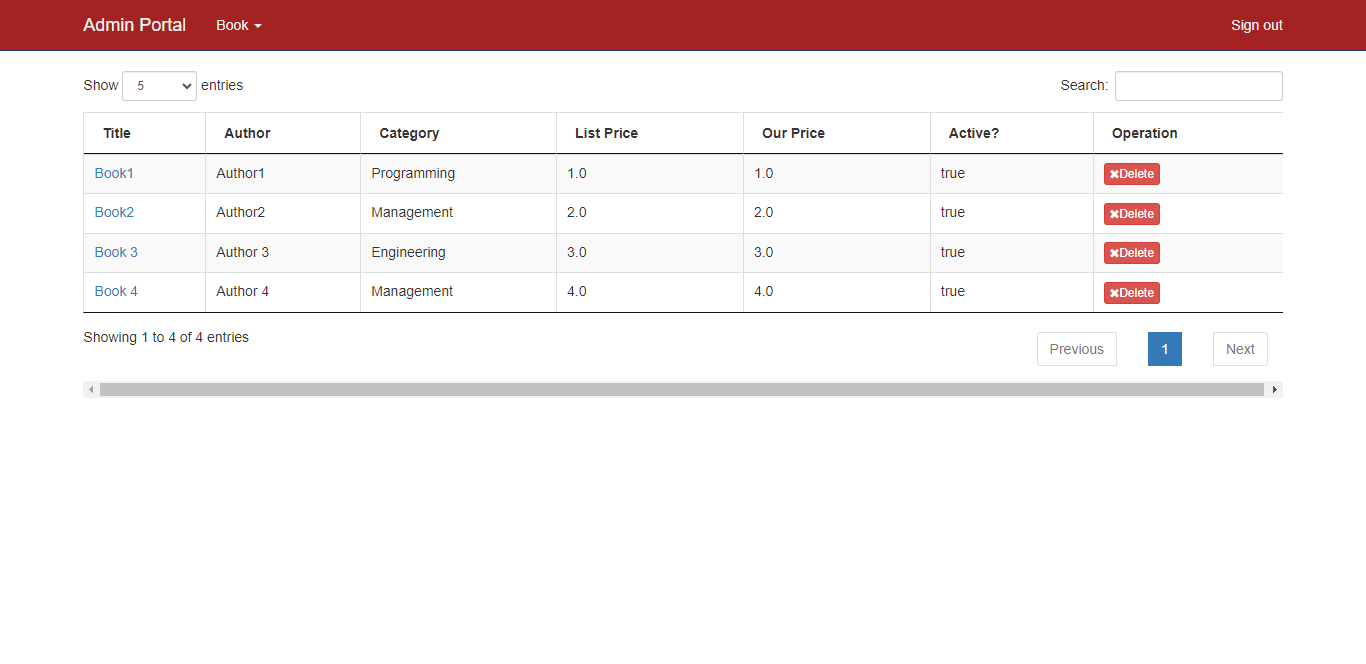 Admin Portal Book Sign out
Show 5 entries Search:
Title Author Category List Price Our Price Active? Operation
Book1 Author1 Programming 1.0 1.0 true ✖Delete
Book2 Author2 Management 2.0 2.0 true ✖Delete
Book 3 Author 3 Engineering 3.0 3.0 true ✖Delete
Book 4 Author 4 Management 4.0 4.0 true ✖Delete
Showing 1 to 4 of 4 entries
Previous 1 Next